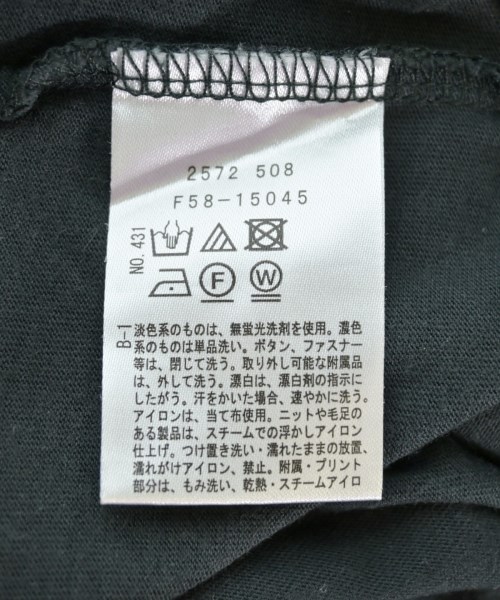 2572 508
F58-15045
NO. 431
F
W
B-1
淡色系のものは、無蛍光洗剤を使用。濃色
系のものは単品洗い。ボタン、ファスナー
等は、閉じて洗う。取り外し可能な附属品
は、外して洗う。漂白は、漂白剤の指示に
したがう。汗をかいた場合、速やかに洗う。
アイロンは、当て布使用。ニットや毛足の
ある製品は、スチームでの浮かしアイロン
仕上げ。つけ置き洗い・濡れたままの放置、
濡れがけアイロン、禁止。附属・プリント
部分は、もみ洗い、乾熱・スチームアイロ